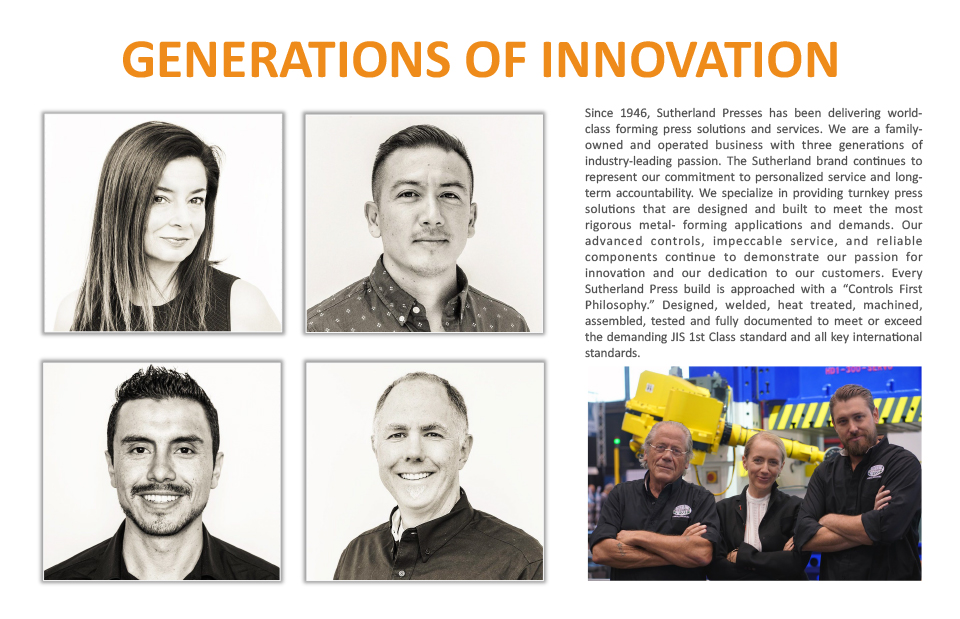 GENERATIONS OF INNOVATION
Since 1946, Sutherland Presses has been delivering world-
class forming press solutions and services. We are a family-
owned and operated business with three generations of
industry-leading passion. The Sutherland brand continues to
represent our commitment to personalized service and long-
term accountability. We specialize in providing turnkey press
solutions that are designed and built to meet the most
rigorous metal- forming applications and demands. Our
advanced controls, impeccable service, and reliable
components continue to demonstrate our passion for
innovation and our dedication to our customers. Every
Sutherland Press build is approached with a “Controls First
Philosophy.” Designed, welded, heat treated, machined,
assembled, tested and fully documented to meet or exceed
the demanding JIS 1st Class standard and all key international
standards.